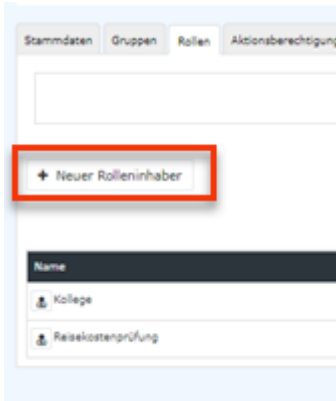 Stammdaten Gruppen Rollen Aktionsberechtigung
+ Neuer Rolleninhaber
Name
Kollege
Reisekostenprüfung